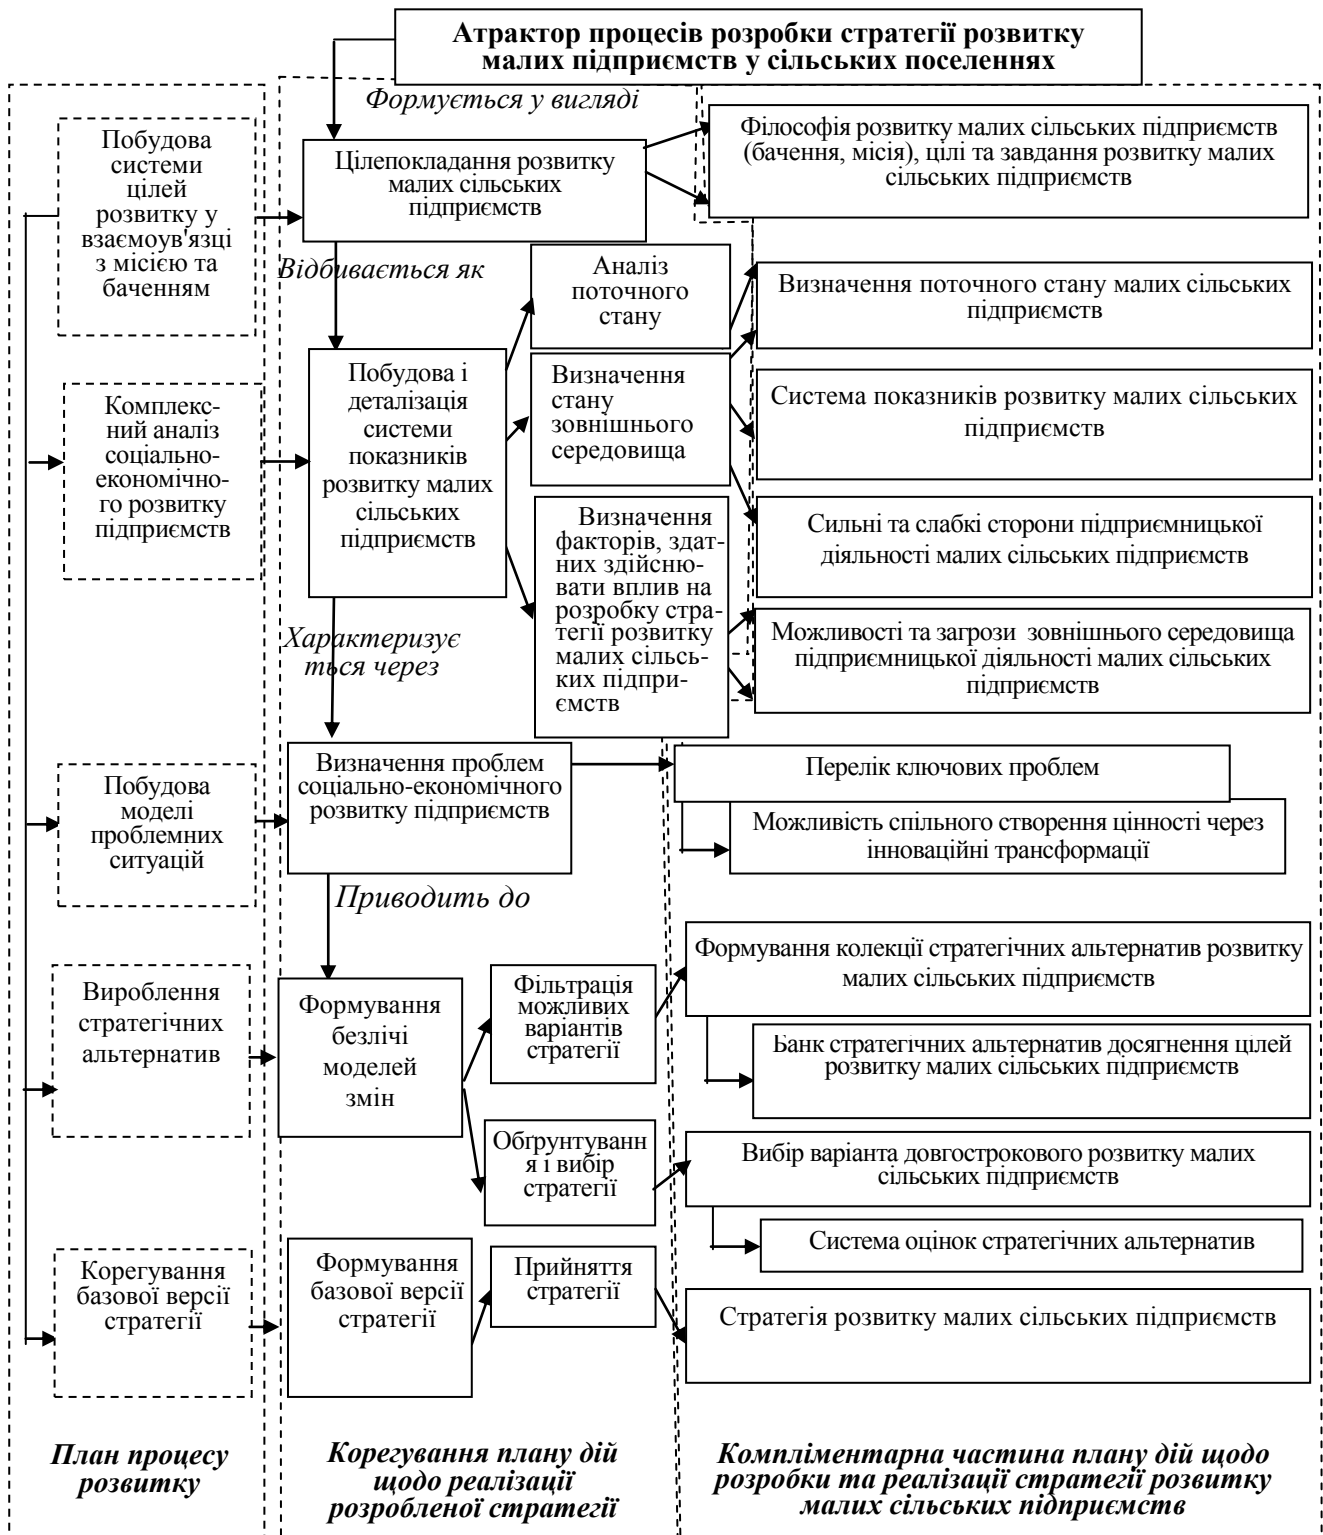 Атрактор процесів розробки стратегії розвитку
малих підприємств у сільських поселеннях
Формується у вигляді
Побудова
системи
цілей
розвитку у
взаємоув'язці
з місією та
баченням
Цілепокладання розвитку
малих сільських
підприємств
Філософія розвитку малих сільських підприємств
(бачення, місія), цілі та завдання розвитку малих
сільських підприємств
Відбивається як
Аналіз
поточного
стану
Визначення поточного стану малих сільських
підприємств
Комплекс-
ний аналіз
соціально-
економічно-
го розвитку
підприємств
Побудова і
деталізація
системи
показників
розвитку малих
сільських
підприємств
Визначення
стану
зовнішнього
середовища
Система показників розвитку малих сільських
підприємств
Визначення
факторів, здат-
них здійсню-
вати вплив на
розробку стра-
тегії розвитку
малих сільсь-
ких підпри-
ємств
Сильні та слабкі сторони підприємницької
діяльності малих сільських підприємств
Можливості та загрози зовнішнього середовища
підприємницької діяльності малих сільських
підприємств
Характеризує
ться через
Побудова
моделі
проблемних
ситуацій
Визначення проблем
соціально-економічного
розвитку підприємств
Перелік ключових проблем
Можливість спільного створення цінності через
інноваційні трансформації
Приводить до
Вироблення
стратегічних
альтернатив
Формування
безлічі
моделей
змін
Фільтрація
можливих
варіантів
стратегії
Формування колекції стратегічних альтернатив розвитку
малих сільських підприємств
Банк стратегічних альтернатив досягнення цілей
розвитку малих сільських підприємств
Обґрунтуванн
я і вибір
стратегії
Вибір варіанта довгострокового розвитку малих
сільських підприємств
Система оцінок стратегічних альтернатив
Корегування
базової версії
стратегії
Формування
базової версії
стратегії
Прийняття
стратегії
Стратегія розвитку малих сільських підприємств
План процесу
розвитку
Корегування плану дій
щодо реалізації
розробленої стратегії
Компліментарна частина плану дій щодо
розробки та реалізації стратегії розвитку
малих сільських підприємств